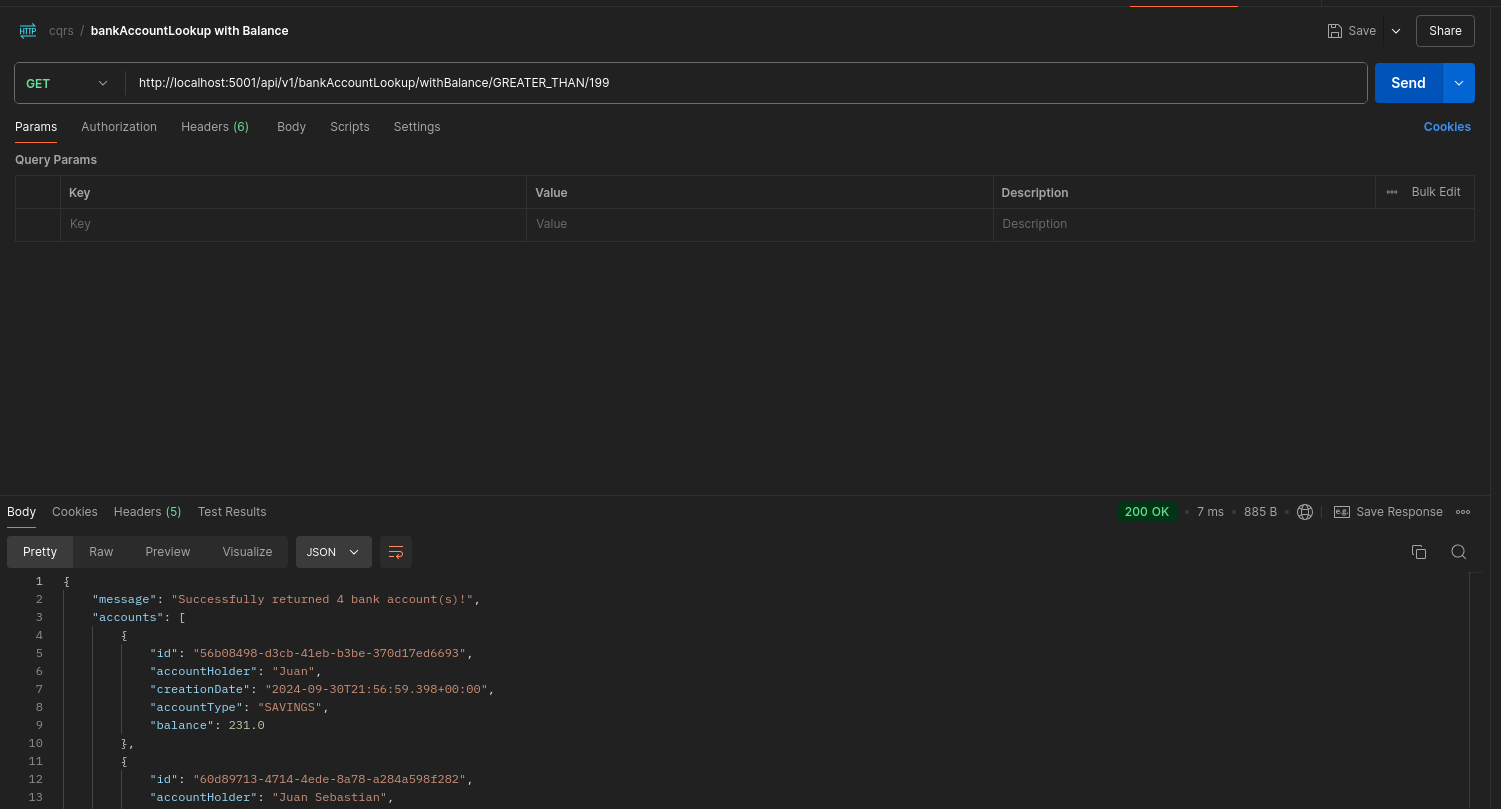 HTTP cqrs / bankAccountLookup with Balance Save Share
GET http://localhost:5001/api/v1/bankAccountLookup/withBalance/GREATER_THAN/199 Send
Params Authorization Headers (6) Body Scripts Settings Cookies
Query Params
Key Value Description Bulk Edit
Key Value Description
Body Cookies Headers (5) Test Results 200 OK 7 ms 885 B e.g. Save Response
Pretty Raw Preview Visualize JSON
1 {
2 "message": "Successfully returned 4 bank account(s)!",
3 "accounts": [
4 {
5 "id": "56b08498-d3cb-41eb-b3be-370d17ed6693",
6 "accountHolder": "Juan",
7 "creationDate": "2024-09-30T21:56:59.398+00:00",
8 "accountType": "SAVINGS",
9 "balance": 231.0
10 },
11 {
12 "id": "60d89713-4714-4ede-8a78-a284a598f282",
13 "accountHolder": "Juan Sebastian",